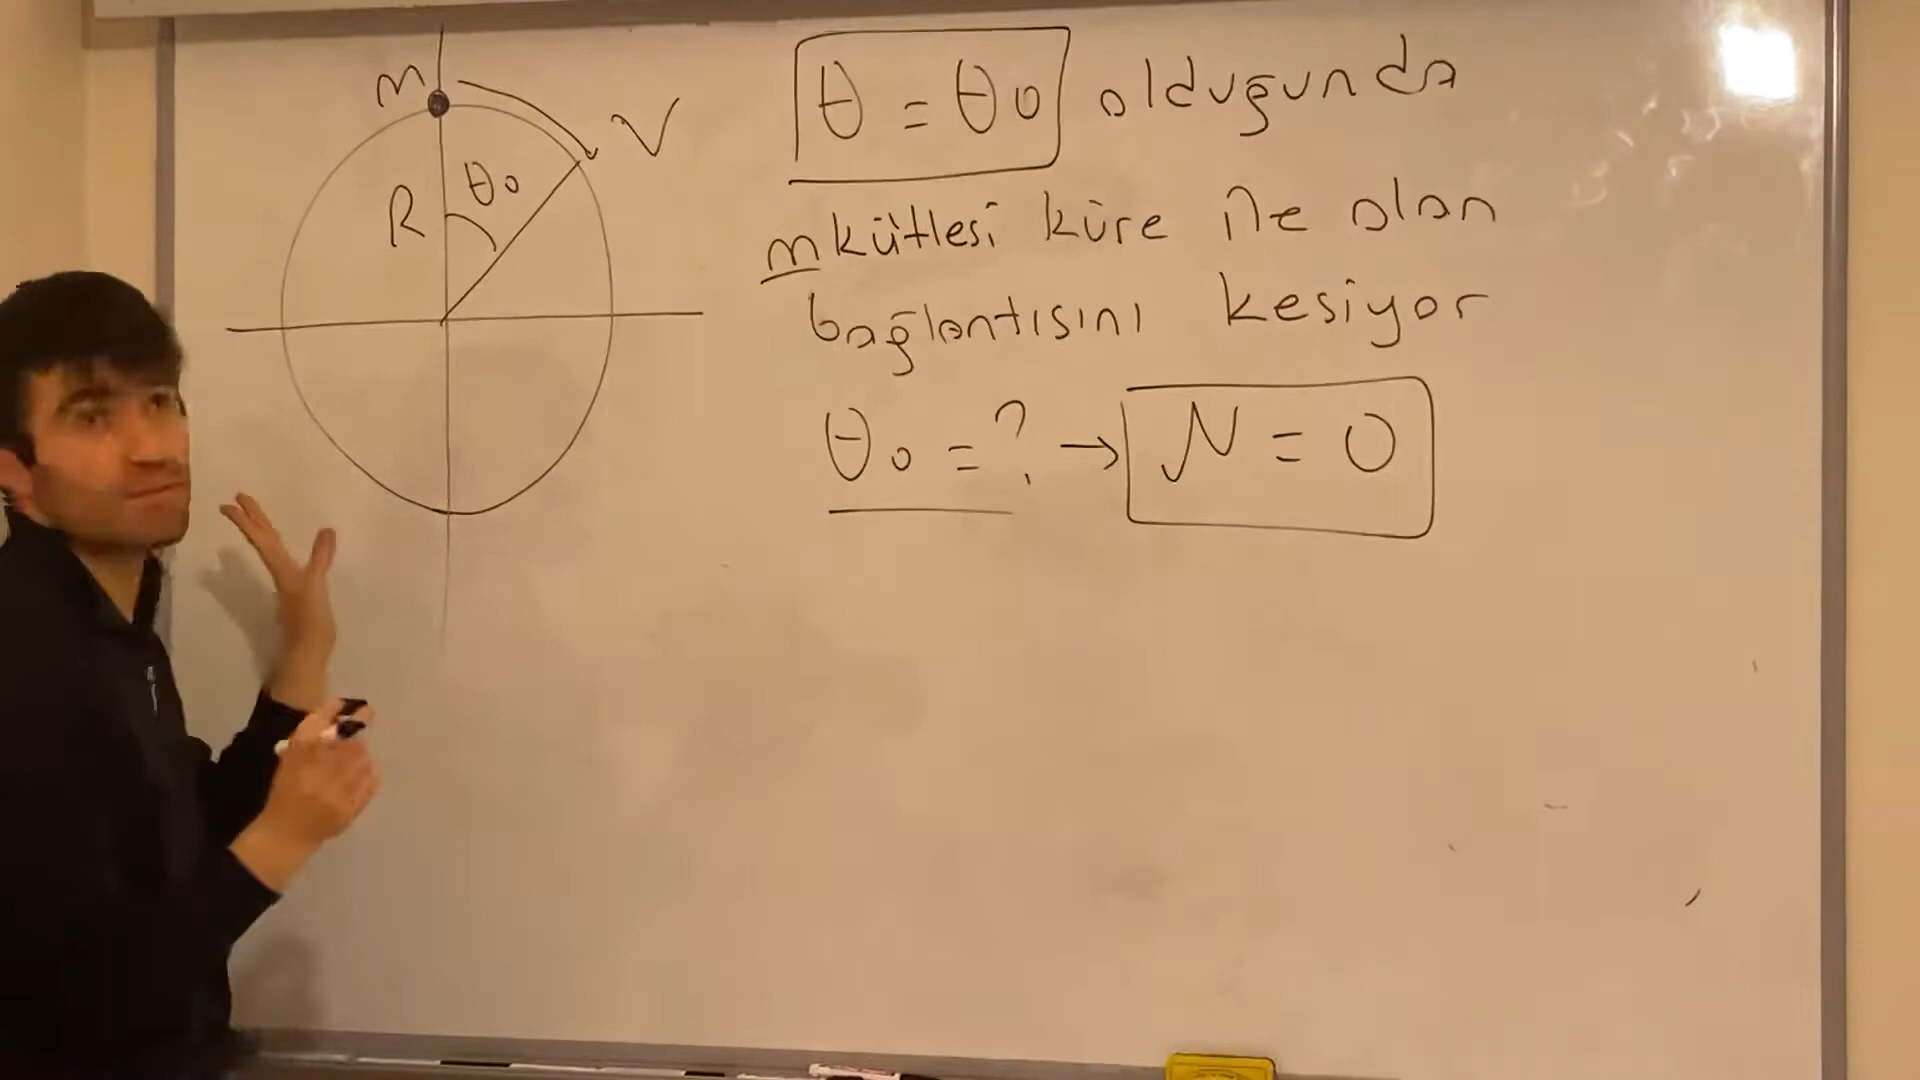 m
V
R
θ0
θ = θ0 olduğunda
m kütlesi küre ile olan
bağlantısını kesiyor
θ0 = ? → N = 0